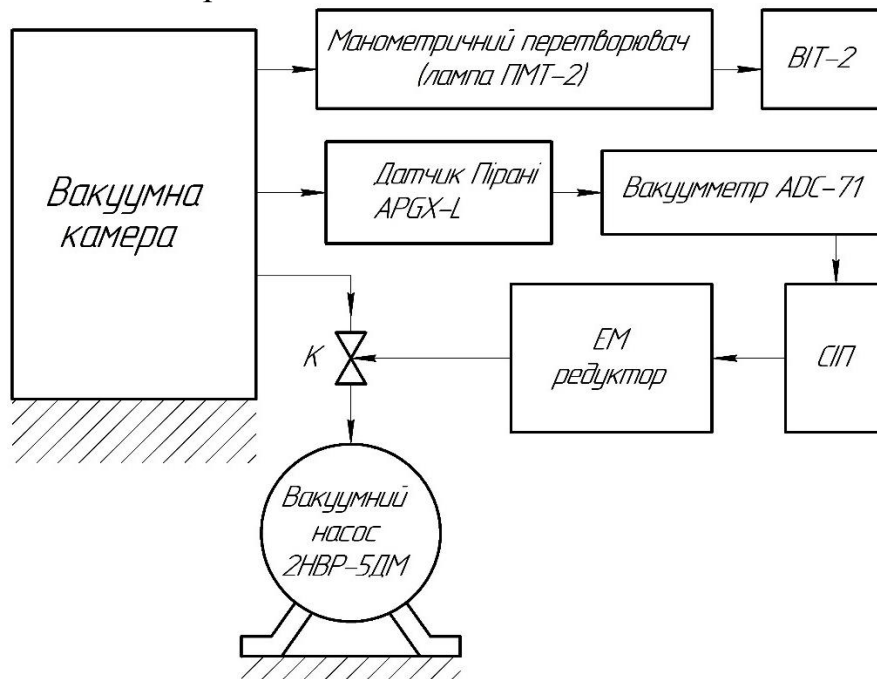 Манометричний перетворювач
(лампа ПМТ-2)
ВІТ-2
Вакуумна
камера
Датчик Пірані
APGX-L
Вакуумметр ADC-71
К
ЕМ
редуктор
СІП
Вакуумний
насос
2НВР-5ДМ